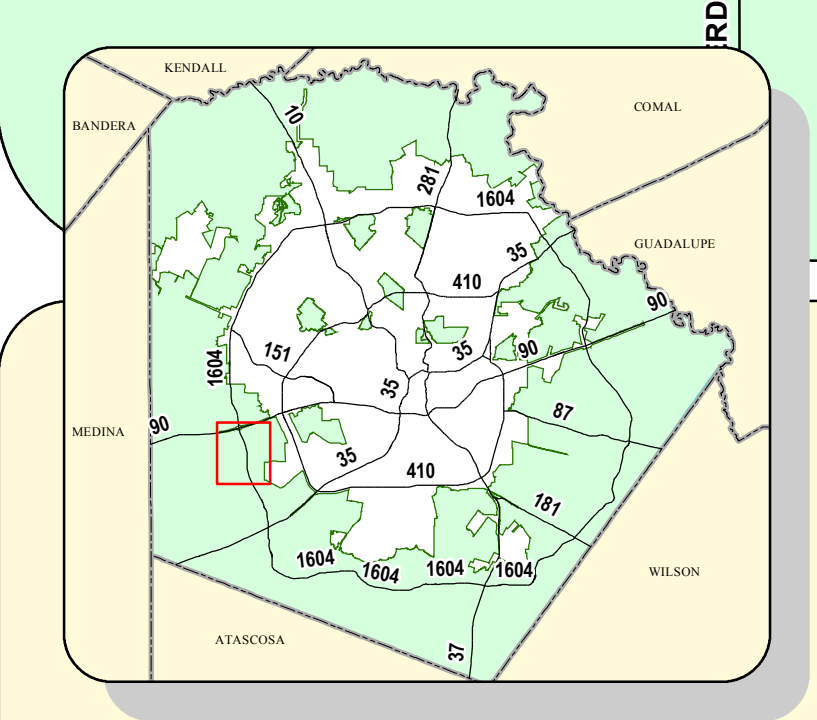 ERD
KENDALL
COMAL
10
BANDERA
281
1604
35
GUADALUPE
410
90
151
35
90
1604
35
87
90
MEDINA
35
410
181
1604
1604
1604
1604
WILSON
ATASCOSA
37